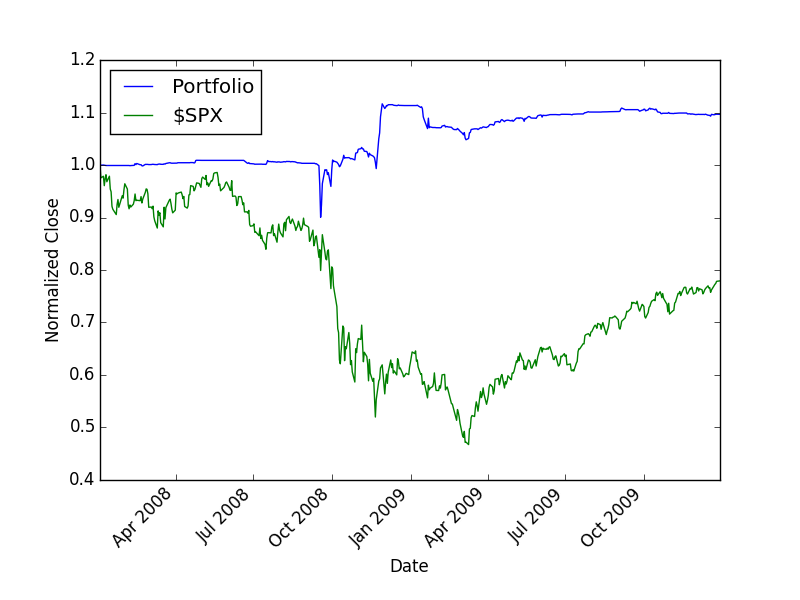 1.2
1.1
1.0
0.9
0.8
0.7
0.6
0.5
0.4
Normalized Close
Portfolio
$SPX
Apr 2008
Jul 2008
Oct 2008
Jan 2009
Apr 2009
Jul 2009
Oct 2009
Date